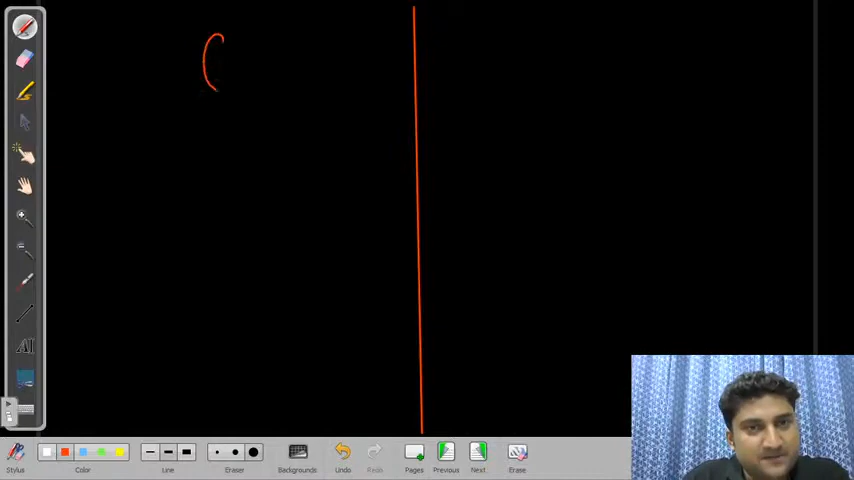 (
Stylus
Color
Line
Eraser
Backgrounds
Undo
Redo
Pages
Previous
Next
Erase